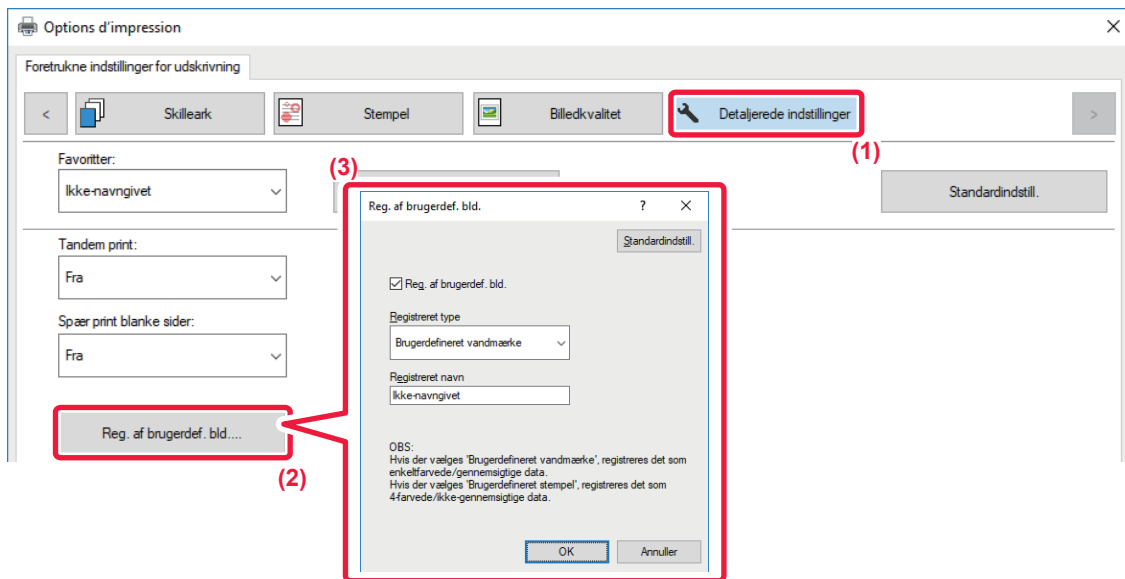 Options d'impression
Foretrukne indstillinger for udskrivning
<
Skilleark
Stempel
Billedkvalitet
Detaljerede indstillinger
>
(1)
Favoritter:
Ikke-navngivet
(3)
Standardindstill.
Tandem print:
Fra
Spær print blanke sider:
Fra
Reg. af brugerdef. bld....
(2)
Reg. af brugerdef. bld.
?
Standardindstill.
Reg. af brugerdef. bld.
Registreret type
Brugerdefineret vandmærke
Registreret navn
Ikke-navngivet
OBS:
Hvis der vælges 'Brugerdefineret vandmærke', registreres det som
enkeltfarvede/gennemsigtige data.
Hvis der vælges 'Brugerdefineret stempel', registreres det som
4-farvede/ikke-gennemsigtige data.
OK
Annuller